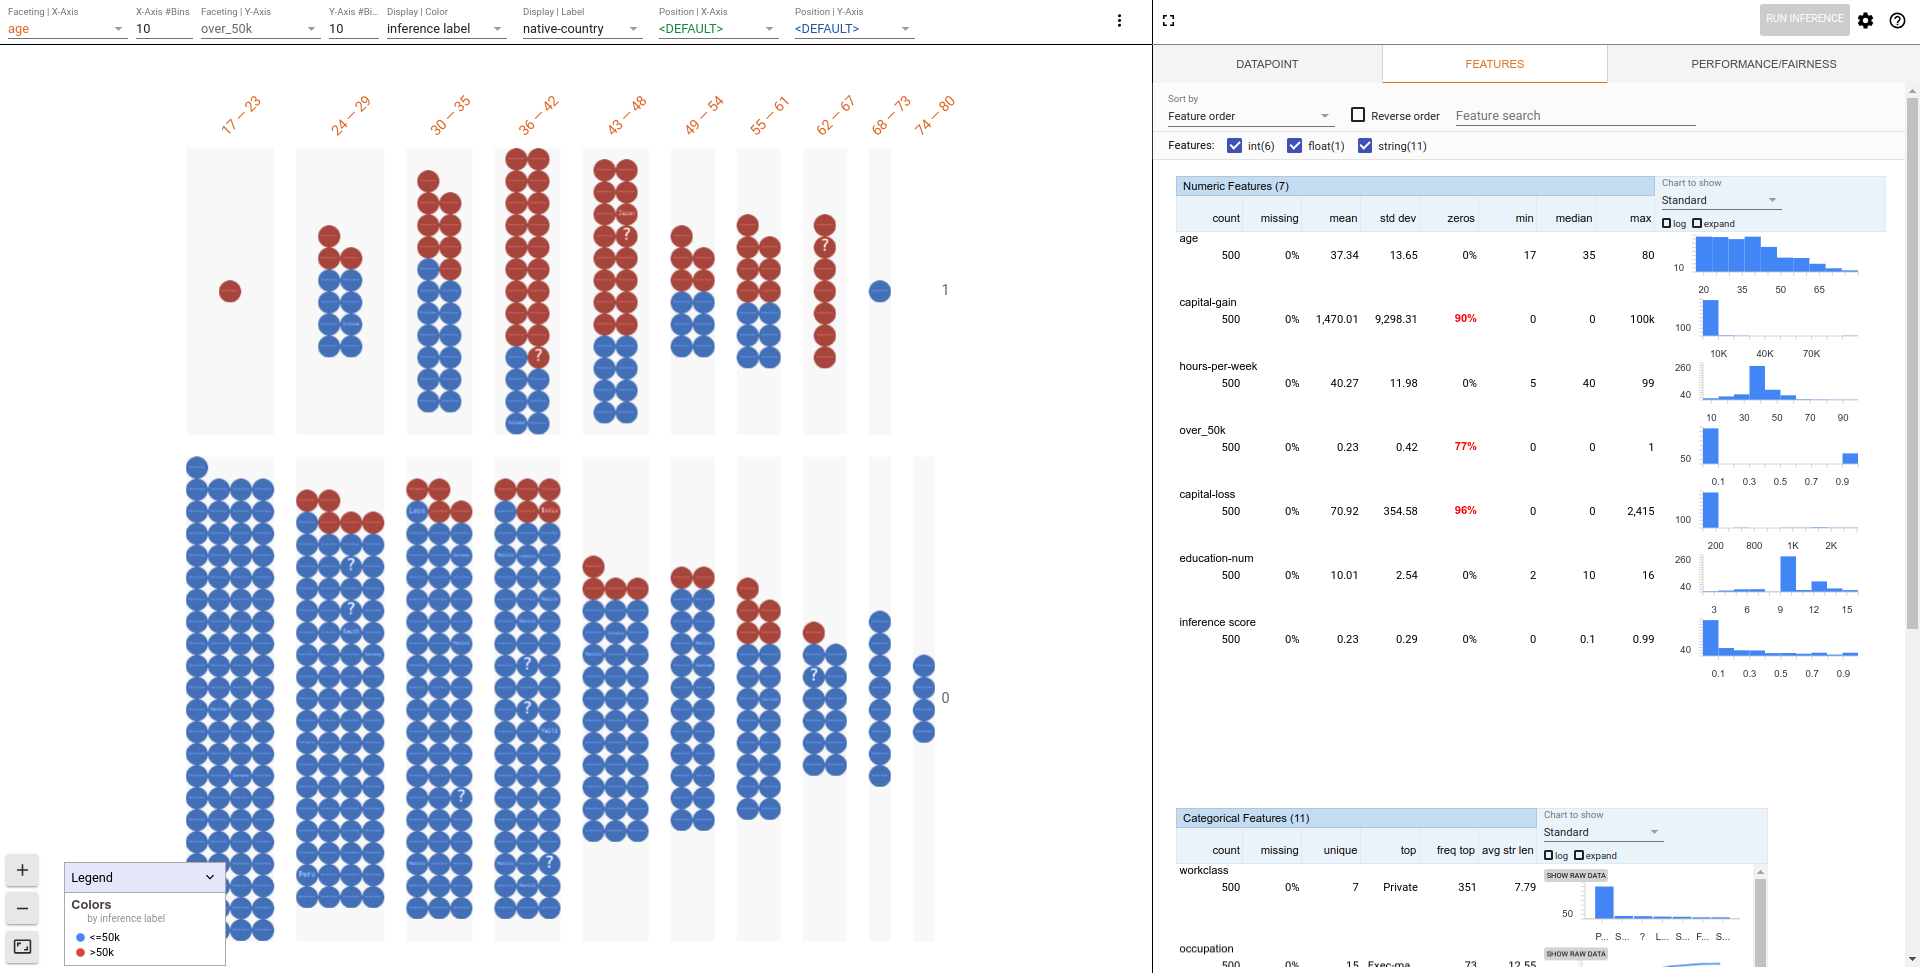 Faceting | X-Axis
age
X-Axis #Bins
10
Faceting | Y-Axis
over_50k
Y-Axis #Bi...
10
Display | Color
inference label
Display | Label
native-country
Position | X-Axis
<DEFAULT>
Position | Y-Axis
<DEFAULT>
17 – 23
24 – 29
30 – 35
36 – 42
43 – 48
49 – 54
55 – 61
62 – 67
68 – 73
74 – 80
1
0
?
?
?
?
?
?
?
?
?
?
?
Japan
Laos
India
South
Peru
Legend
Colors
by inference label
<=50k
>50k
RUN INFERENCE
DATAPOINT
FEATURES
PERFORMANCE/FAIRNESS
Sort by
Feature order
Reverse order
Feature search
Features:
int(6)
float(1)
string(11)
Numeric Features (7)
Chart to show
Standard
log
expand
count missing mean std dev zeros min median max
age
500 0% 37.34 13.65 0% 17 35 80
10
20 35 50 65
capital-gain
500 0% 1,470.01 9,298.31 90% 0 0 100k
100
10K 40K 70K
hours-per-week
500 0% 40.27 11.98 0% 5 40 99
260
40
10 30 50 70 90
over_50k
500 0% 0.23 0.42 77% 0 0 1
50
0.1 0.3 0.5 0.7 0.9
capital-loss
500 0% 70.92 354.58 96% 0 0 2,415
100
200 800 1K 2K
education-num
500 0% 10.01 2.54 0% 2 10 16
260
40
3 6 9 12 15
inference score
500 0% 0.23 0.29 0% 0 0.1 0.99
40
0.1 0.3 0.5 0.7 0.9
Categorical Features (11)
Chart to show
Standard
log
expand
count missing unique top freq top avg str len
workclass
500 0% 7 Private 351 7.79
SHOW RAW DATA
50
P... S... ? L... S... F... S...
occupation
500 0% 15 Exec-ma... 73 12.55
SHOW RAW DATA